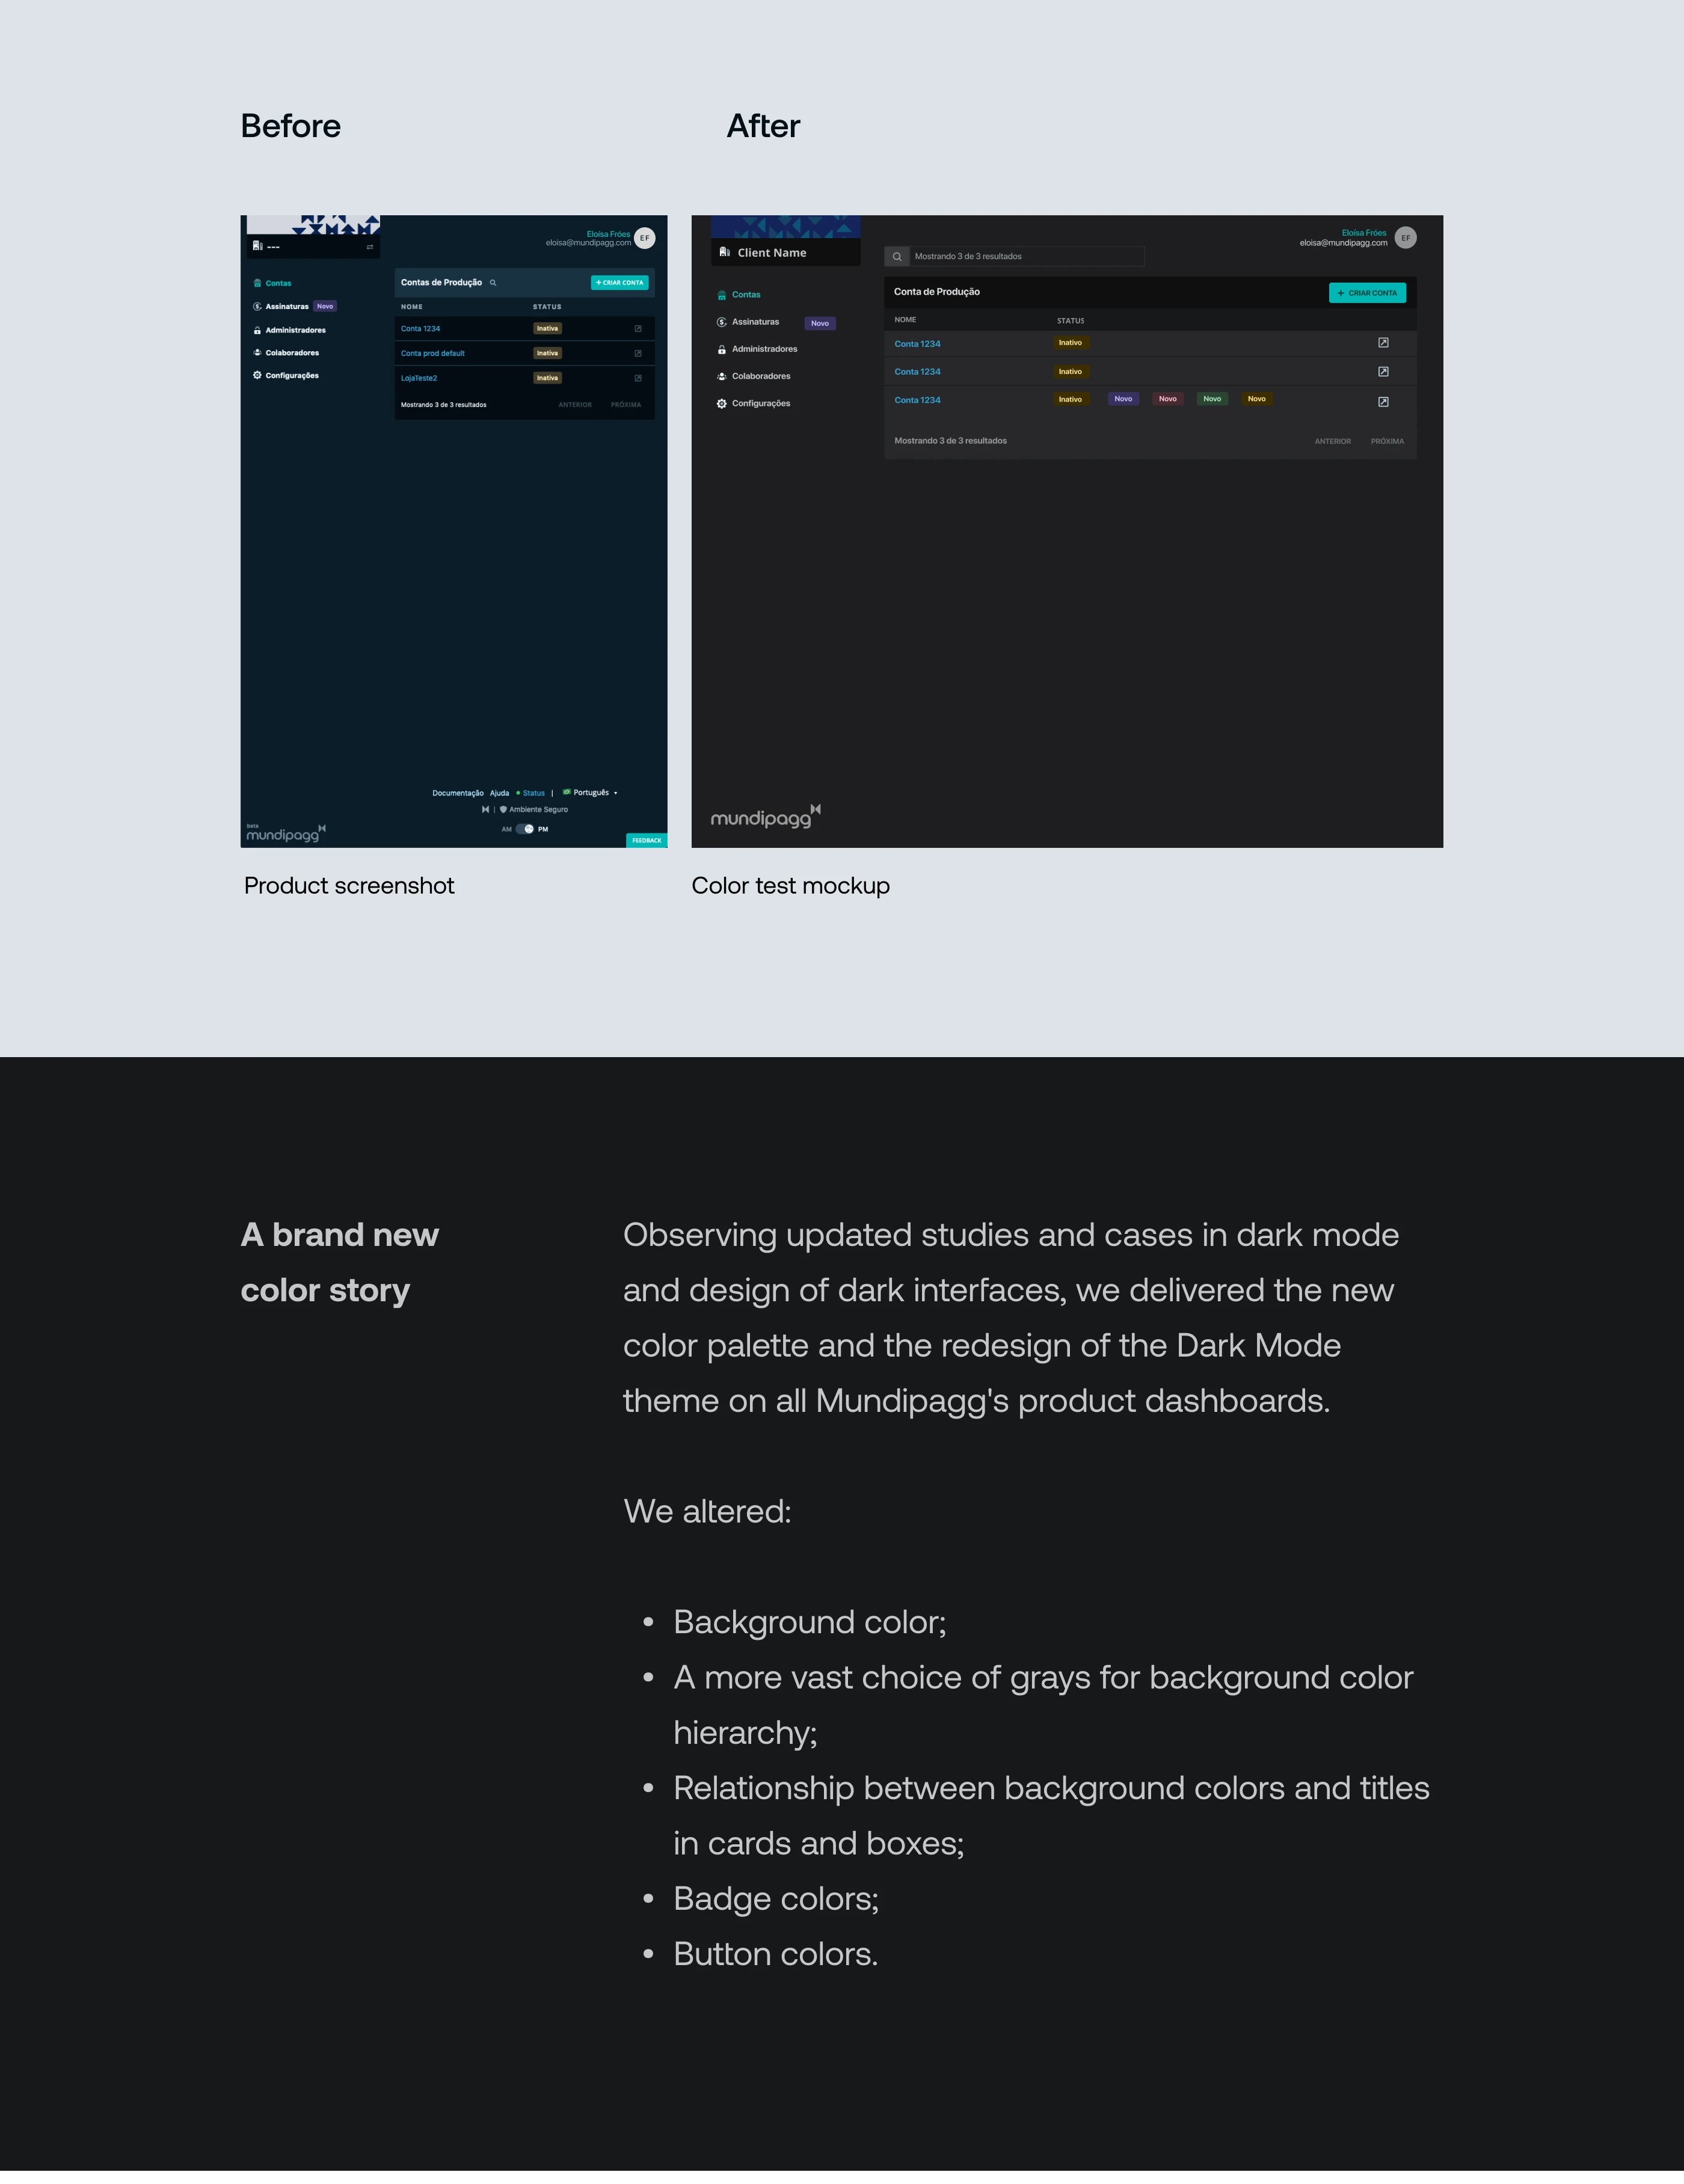 Before
After
---
Eloísa Fróes
eloisa@mundipagg.com
EF
Contas
Assinaturas Novo
Administradores
Colaboradores
Configurações
Contas de Produção
+ CRIAR CONTA
NOME STATUS
Conta 1234 Inativa
Conta prod default Inativa
LojaTeste2 Inativa
Mostrando 3 de 3 resultados ANTERIOR PRÓXIMA
Documentação Ajuda • Status | Português
| Ambiente Seguro
AM PM
beta
mundipagg
FEEDBACK
Client Name
Eloísa Fróes
eloisa@mundipagg.com
EF
Mostrando 3 de 3 resultados
Contas
Assinaturas Novo
Administradores
Colaboradores
Configurações
Conta de Produção
+ CRIAR CONTA
NOME STATUS
Conta 1234 Inativo
Conta 1234 Inativo
Conta 1234 Inativo Novo Novo Novo Novo
Mostrando 3 de 3 resultados ANTERIOR PRÓXIMA
mundipagg
Product screenshot
Color test mockup
A brand new
color story
Observing updated studies and cases in dark mode
and design of dark interfaces, we delivered the new
color palette and the redesign of the Dark Mode
theme on all Mundipagg's product dashboards.
We altered:
• Background color;
• A more vast choice of grays for background color
hierarchy;
• Relationship between background colors and titles
in cards and boxes;
• Badge colors;
• Button colors.